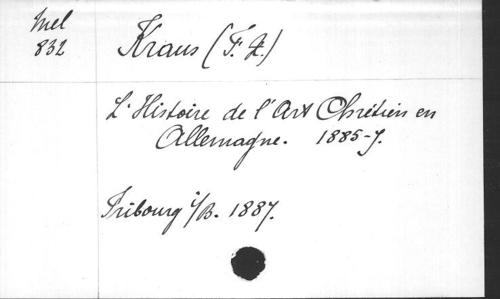 Mel
832
Kraus (F. X.)
L'Histoire de l'Art Chrétien en
Allemagne. 1885-7.
Fribourg i/B. 1887.